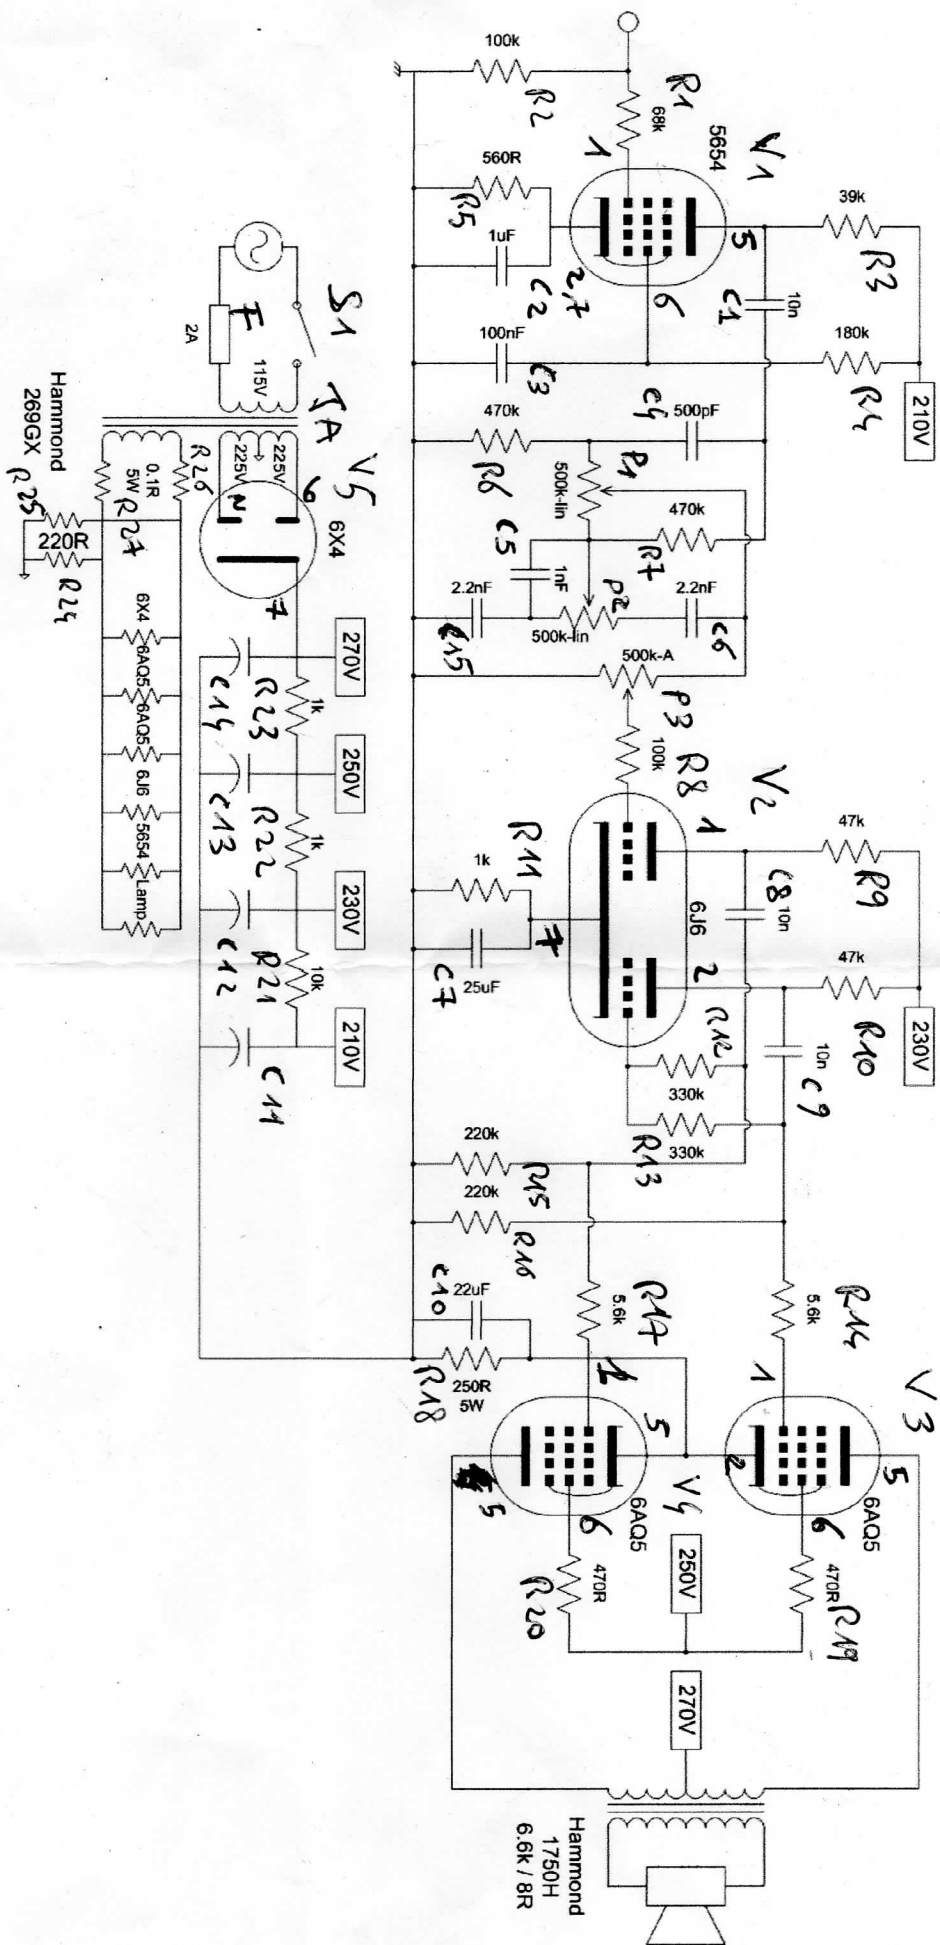 100k
R2
R1
68k
1
5654
V1
560R
R5
1uF
C2
2,7
5
6
39k
R3
10n
C1
100nF
C3
180k
R4
210V
470k
R6
C4
500pF
P1
500k-lin
C5
1nF
470k
R7
P2
500k-lin
2.2nF
C15
2.2nF
C6
500k-A
P3
100k
R8
V2
1
6J6
2
7
R11
1k
C7
25uF
47k
R9
C8
10n
47k
R10
230V
10n
C9
R12
330k
R13
330k
220k
R15
220k
R16
C10
22uF
R18
250R
5W
R17
5.6k
1
5.6k
R14
1
V3
5
2
6
6AQ5
5
V4
6
6AQ5
5
470R
R20
470R
R19
250V
270V
Hammond
1750H
6.6k / 8R
S1
F
2A
115V
TA
Hammond
269GX
225V
225V
V5
6
6X4
7
R26
0.1R
5W
R27
R25
220R
R24
6X4
6AQ5
6AQ5
6J6
5654
Lamp
270V
1k
R23
C14
250V
1k
R22
C13
230V
10k
R21
C12
210V
C11